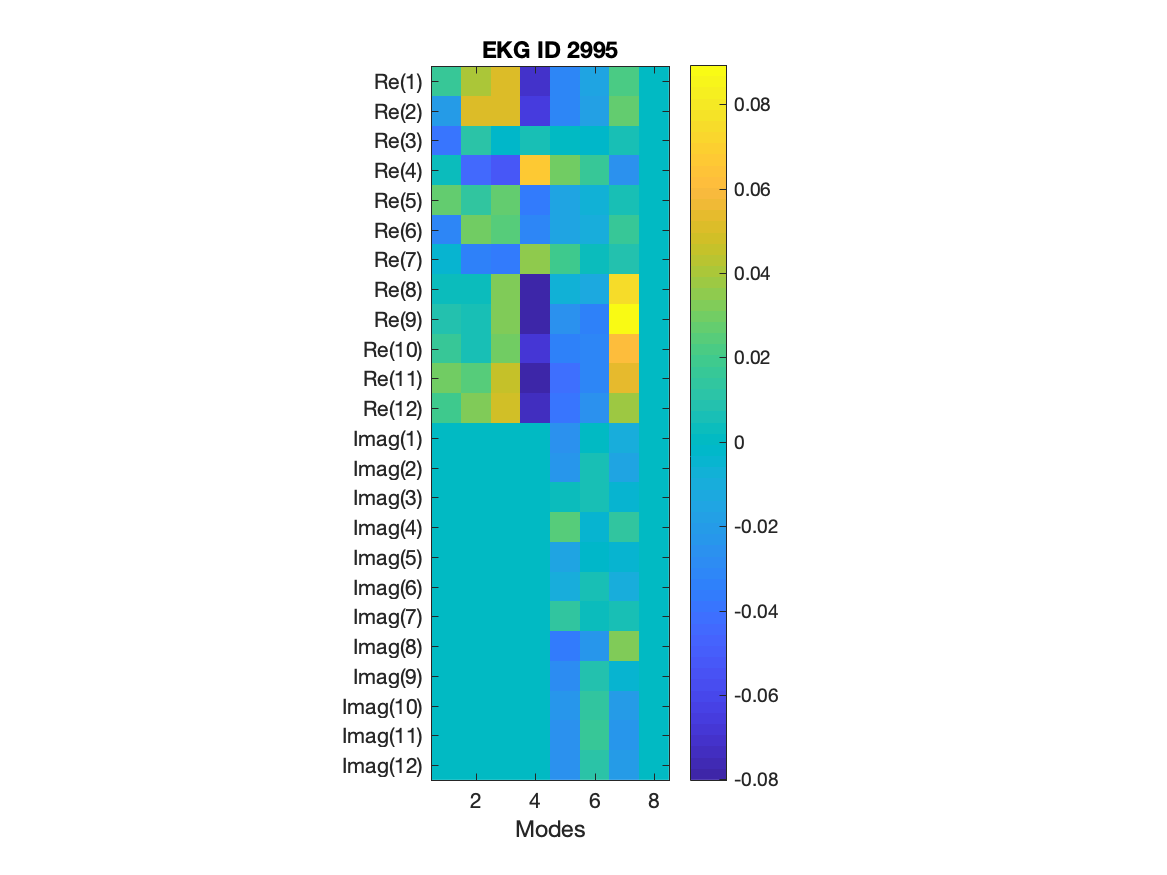 EKG ID 2995
Re(1)
Re(2)
Re(3)
Re(4)
Re(5)
Re(6)
Re(7)
Re(8)
Re(9)
Re(10)
Re(11)
Re(12)
Imag(1)
Imag(2)
Imag(3)
Imag(4)
Imag(5)
Imag(6)
Imag(7)
Imag(8)
Imag(9)
Imag(10)
Imag(11)
Imag(12)
2 4 6 8
Modes
0.08
0.06
0.04
0.02
0
-0.02
-0.04
-0.06
-0.08